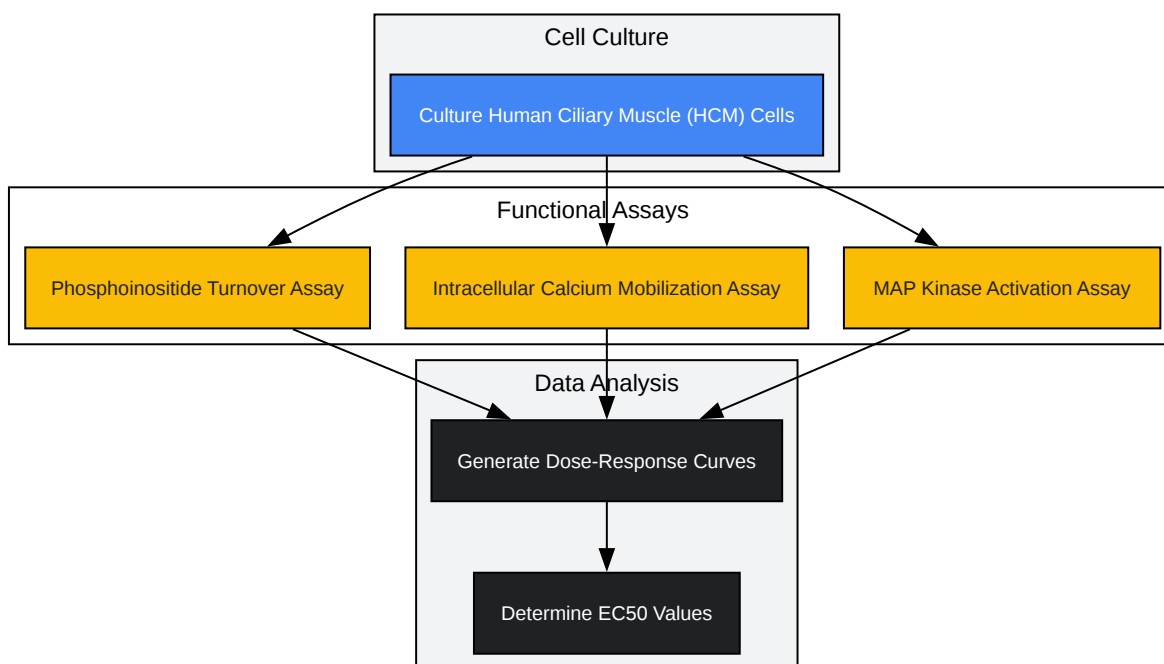 Cell Culture
Culture Human Ciliary Muscle (HCM) Cells
Functional Assays
Phosphoinositide Turnover Assay
Intracellular Calcium Mobilization Assay
MAP Kinase Activation Assay
Data Analysis
Generate Dose-Response Curves
Determine EC50 Values